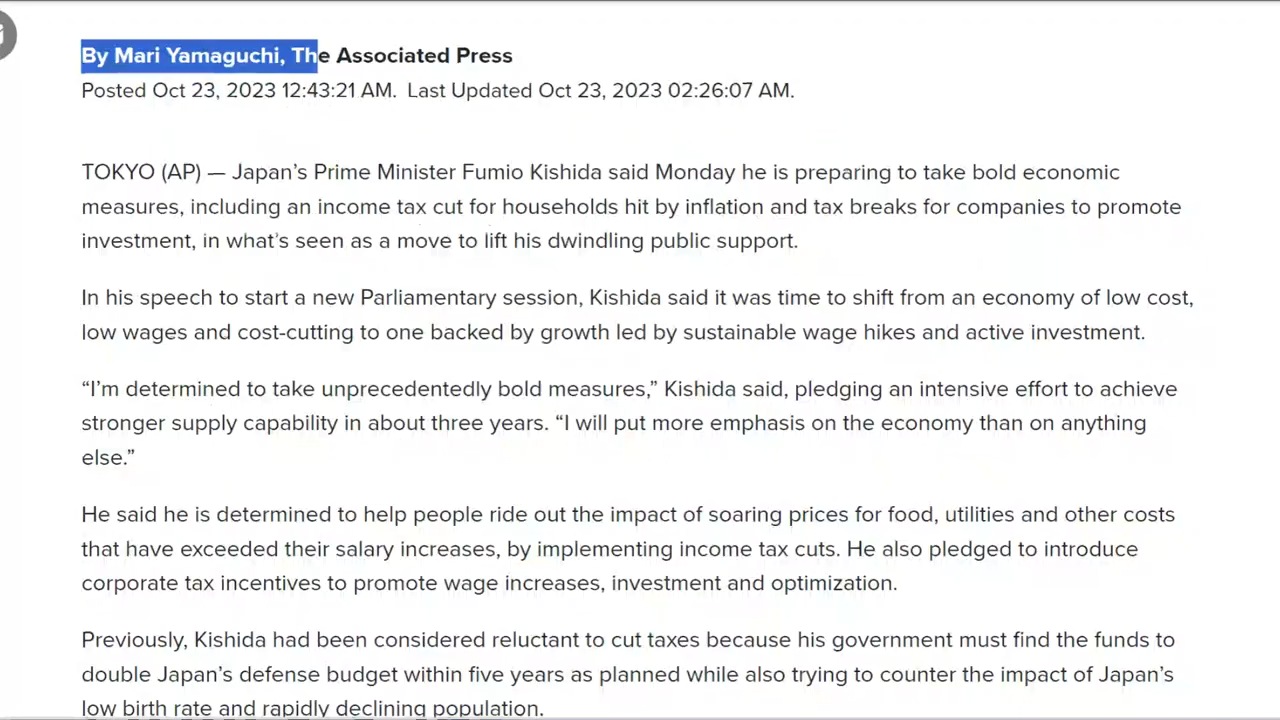 By Mari Yamaguchi, The Associated Press
Posted Oct 23, 2023 12:43:21 AM.  Last Updated Oct 23, 2023 02:26:07 AM.
TOKYO (AP) — Japan’s Prime Minister Fumio Kishida said Monday he is preparing to take bold economic
measures, including an income tax cut for households hit by inflation and tax breaks for companies to promote
investment, in what’s seen as a move to lift his dwindling public support.
In his speech to start a new Parliamentary session, Kishida said it was time to shift from an economy of low cost,
low wages and cost-cutting to one backed by growth led by sustainable wage hikes and active investment.
“I’m determined to take unprecedentedly bold measures,” Kishida said, pledging an intensive effort to achieve
stronger supply capability in about three years. “I will put more emphasis on the economy than on anything
else.”
He said he is determined to help people ride out the impact of soaring prices for food, utilities and other costs
that have exceeded their salary increases, by implementing income tax cuts. He also pledged to introduce
corporate tax incentives to promote wage increases, investment and optimization.
Previously, Kishida had been considered reluctant to cut taxes because his government must find the funds to
double Japan’s defense budget within five years as planned while also trying to counter the impact of Japan’s
low birth rate and rapidly declining population.